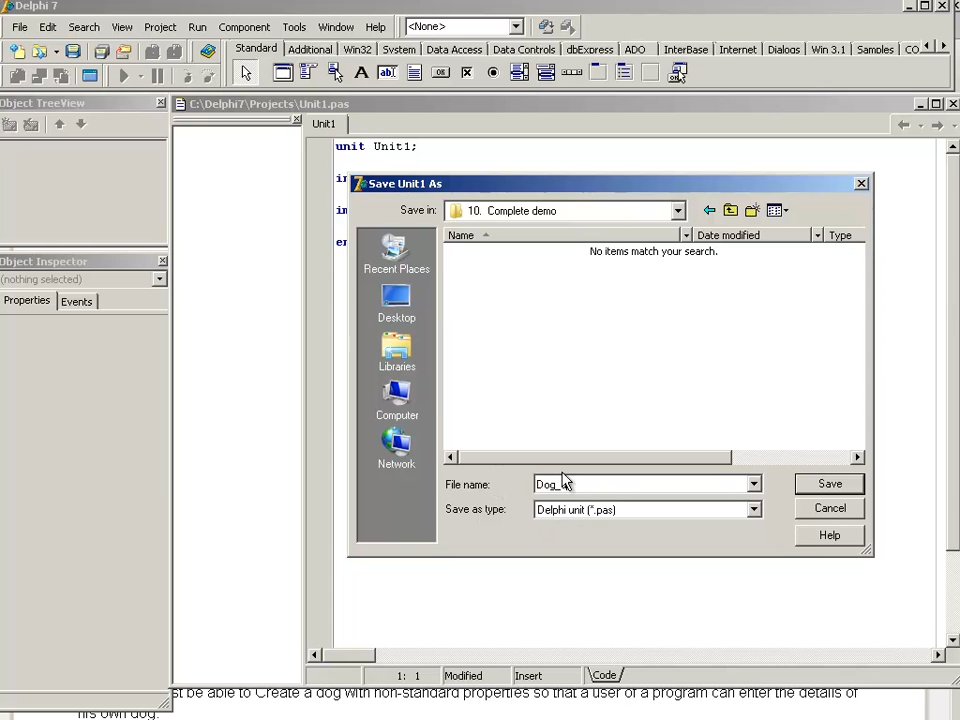 Delphi 7
File Edit Search View Project Run Component Tools Window Help <None>
Standard Additional Win32 System Data Access Data Controls dbExpress ADO InterBase Internet Dialogs Win 3.1 Samples CO
Object TreeView
C:\Delphi7\Projects\Unit1.pas
Unit1
unit Unit1;
Save Unit1 As
Save in: 10. Complete demo
Name Date modified Type
No items match your search.
Recent Places
Desktop
Libraries
Computer
Network
File name: Dog_
Save as type: Delphi unit (*.pas)
Save
Cancel
Help
Object Inspector
(nothing selected)
Properties Events
1: 1 Modified Insert Code
st be able to Create a dog with non-standard properties so that a user of a program can enter the details of
his own dog.